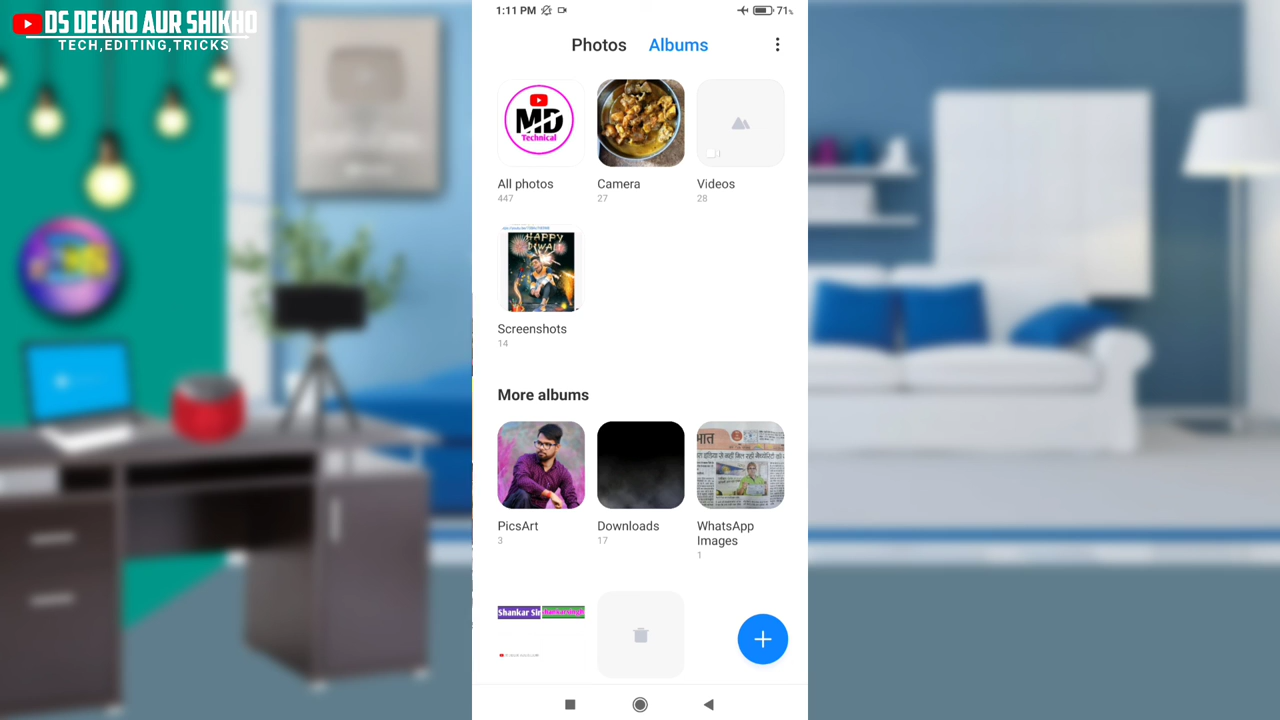 DS DEKHO AUR SHIKHO
TECH,EDITING,TRICKS
1:11 PM
71%
Photos
Albums
MD
Technical
All photos
447
Camera
27
Videos
28
HAPPY
DIWALI
Screenshots
14
More albums
PicsArt
3
Downloads
17
WhatsApp
Images
1
Shankar